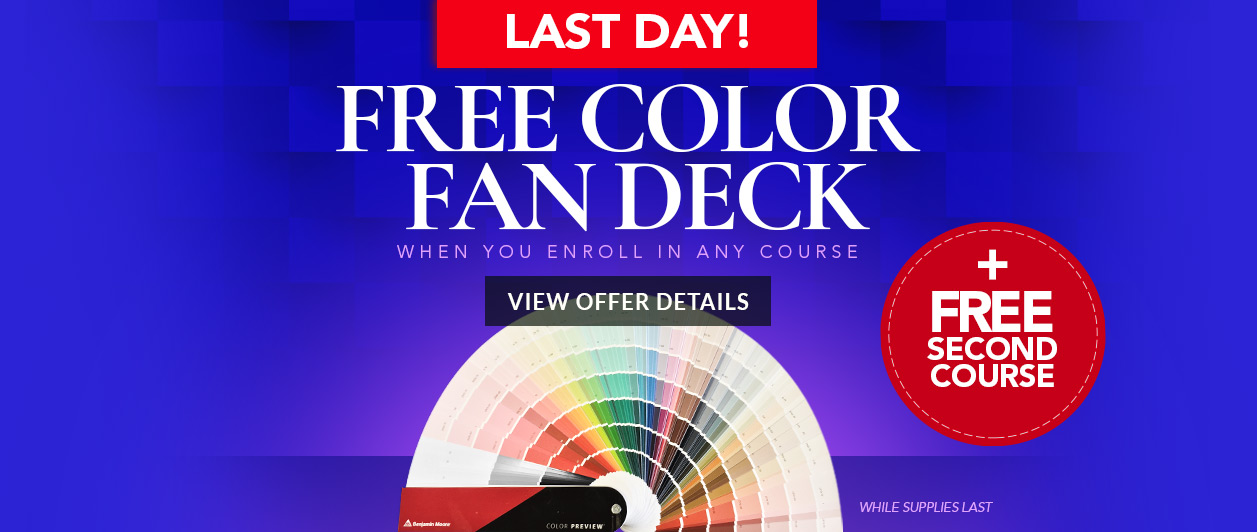 LAST DAY!
FREE COLOR
FAN DECK
WHEN YOU ENROLL IN ANY COURSE
VIEW OFFER DETAILS
+
FREE
SECOND
COURSE
Benjamin Moore
COLOR PREVIEW
WHILE SUPPLIES LAST